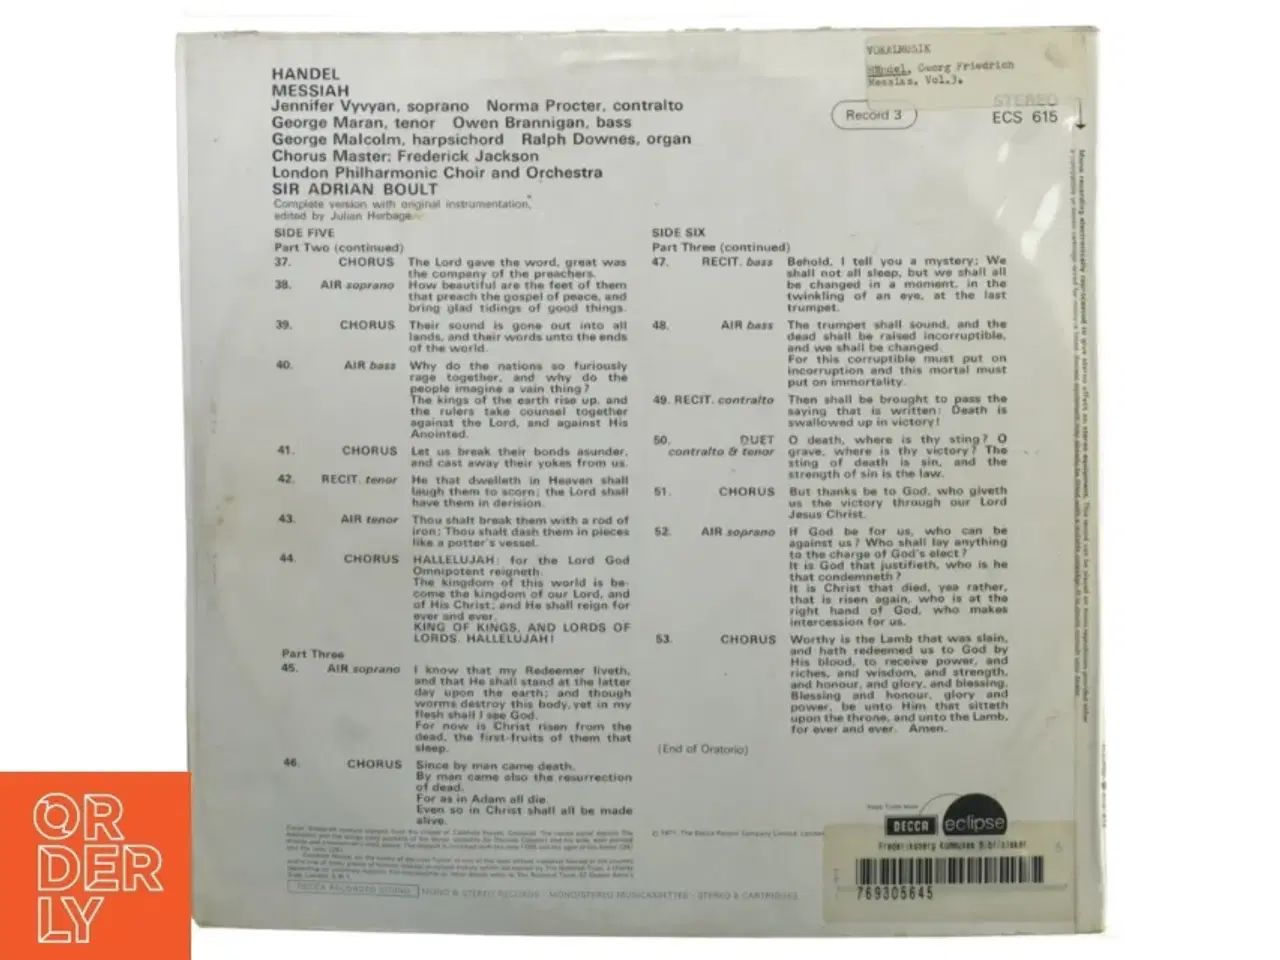 HANDEL
MESSIAH
Jennifer Vyvyan, soprano Norma Procter, contralto
George Maran, tenor Owen Brannigan, bass
George Malcolm, harpsichord Ralph Downes, organ
Chorus Master: Frederick Jackson
London Philharmonic Choir and Orchestra
SIR ADRIAN BOULT
Complete version with original instrumentation,
edited by Julian Herbage
VOKALMUSIK
Händel, Georg Friedrich
Messias, Vol.3.
STEREO
Record 3
ECS 615
SIDE FIVE
Part Two (continued)
37. CHORUS The Lord gave the word, great was
the company of the preachers.
38. AIR soprano How beautiful are the feet of them
that preach the gospel of peace, and
bring glad tidings of good things.
39. CHORUS Their sound is gone out into all
lands, and their words unto the ends
of the world.
40. AIR bass Why do the nations so furiously
rage together, and why do the
people imagine a vain thing?
The kings of the earth rise up, and
the rulers take counsel together
against the Lord, and against His
Anointed.
41. CHORUS Let us break their bonds asunder,
and cast away their yokes from us.
42. RECIT. tenor He that dwelleth in Heaven shall
laugh them to scorn; the Lord shall
have them in derision.
43. AIR tenor Thou shalt break them with a rod of
iron; Thou shalt dash them in pieces
like a potter's vessel.
44. CHORUS HALLELUJAH: for the Lord God
Omnipotent reigneth.
The kingdom of this world is be-
come the kingdom of our Lord, and
of His Christ; and He shall reign for
ever and ever.
KING OF KINGS, AND LORDS OF
LORDS. HALLELUJAH!
Part Three
45. AIR soprano I know that my Redeemer liveth,
and that He shall stand at the latter
day upon the earth; and though
worms destroy this body, yet in my
flesh shall I see God.
For now is Christ risen from the
dead, the first-fruits of them that
sleep.
46. CHORUS Since by man came death.
By man came also the resurrection
of dead.
For as in Adam all die.
Even so in Christ shall all be made
alive.
SIDE SIX
Part Three (continued)
47. RECIT. bass Behold, I tell you a mystery; We
shall not all sleep, but we shall all
be changed in a moment, in the
twinkling of an eye, at the last
trumpet.
48. AIR bass The trumpet shall sound, and the
dead shall be raised incorruptible,
and we shall be changed.
For this corruptible must put on
incorruption and this mortal must
put on immortality.
49. RECIT. contralto Then shall be brought to pass the
saying that is written: Death is
swallowed up in victory!
50. DUET O death, where is thy sting? O
contralto & tenor grave, where is thy victory? The
sting of death is sin, and the
strength of sin is the law.
51. CHORUS But thanks be to God, who giveth
us the victory through our Lord
Jesus Christ.
52. AIR soprano If God be for us, who can be
against us? Who shall lay anything
to the charge of God's elect?
It is God that justifieth, who is he
that condemneth?
It is Christ that died, yea rather,
that is risen again, who is at the
right hand of God, who makes
intercession for us.
53. CHORUS Worthy is the Lamb that was slain,
and hath redeemed us to God by
His blood, to receive power, and
riches, and wisdom, and strength,
and honour, and glory, and blessing.
Blessing and honour, glory and
power, be unto Him that sitteth
upon the throne, and unto the Lamb,
for ever and ever. Amen.
(End of Oratorio)
© 1971, The Decca Record Company Limited, London
DECCA eclipse
DECCA RECORDED SOUND MONO & STEREO RECORDS - MONO/STEREO MUSICASSETTES - STEREO 8 CARTRIDGES
Frederiksberg Kommunes Biblioteker
769305645
ORDERLY